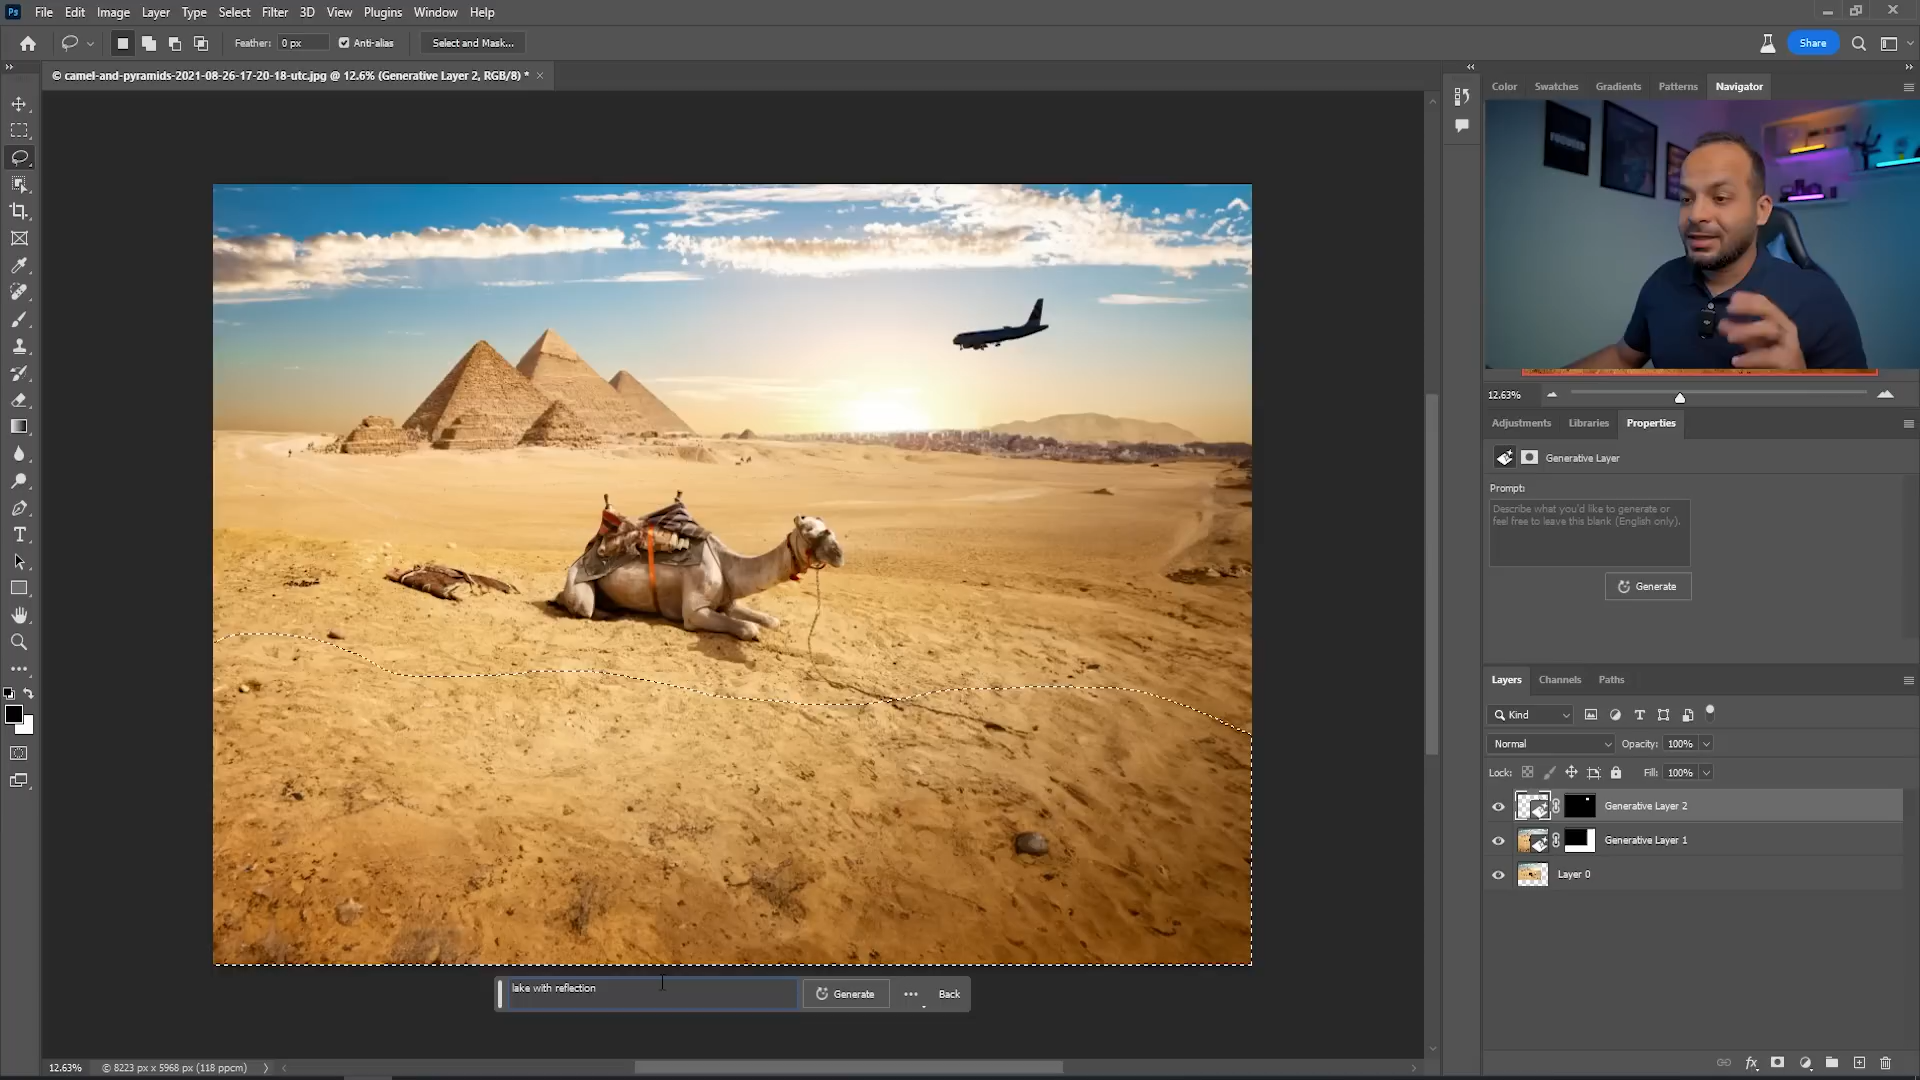 Ps File Edit Image Layer Type Select Filter 3D View Plugins Window Help
Feather: 0 px Anti-alias Select and Mask... Share
© camel-and-pyramids-2021-08-26-17-20-18-utc.jpg @ 12.6% (Generative Layer 2, RGB/8) * ×
Color Swatches Gradients Patterns Navigator
12.63%
Adjustments Libraries Properties
Generative Layer
Prompt:
Describe what you'd like to generate or
feel free to leave this blank (English only).
Generate
Layers Channels Paths
Kind
Normal Opacity: 100%
Lock: Fill: 100%
Generative Layer 2
Generative Layer 1
Layer 0
lake with reflection Generate ... Back
12.63% © 8223 px x 5968 px (118 ppcm)